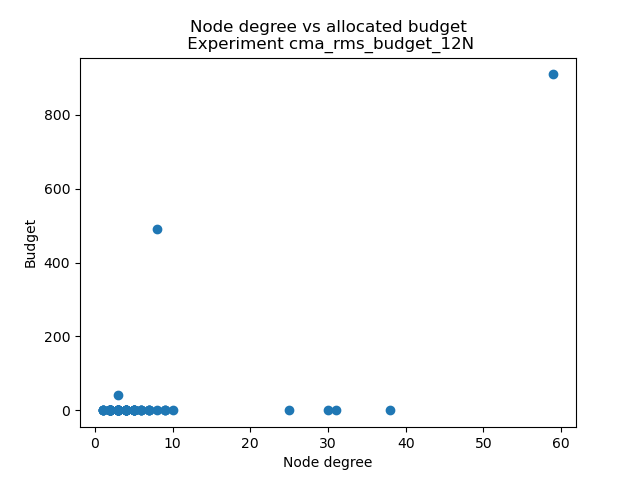 Node degree vs allocated budget
Experiment cma_rms_budget_12N
Budget
800
600
400
200
0
0 10 20 30 40 50 60
Node degree